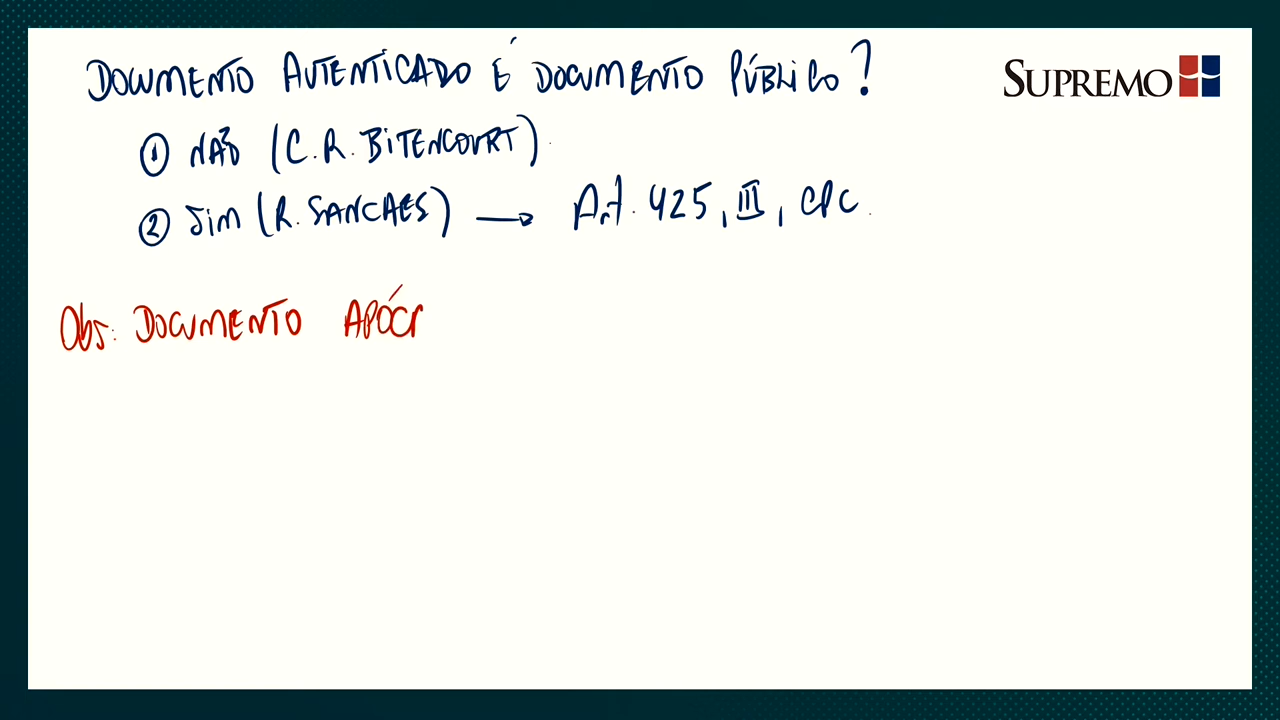 DOCUMENTO AUTENTICADO É DOCUMENTO PÚBLICO?
SUPREMO
① NÃO (C.R. BITENCOURT).
② Sim (R. SANCHES) → Art. 425, III, CPC.
Obs: DOCUMENTO APÓCR